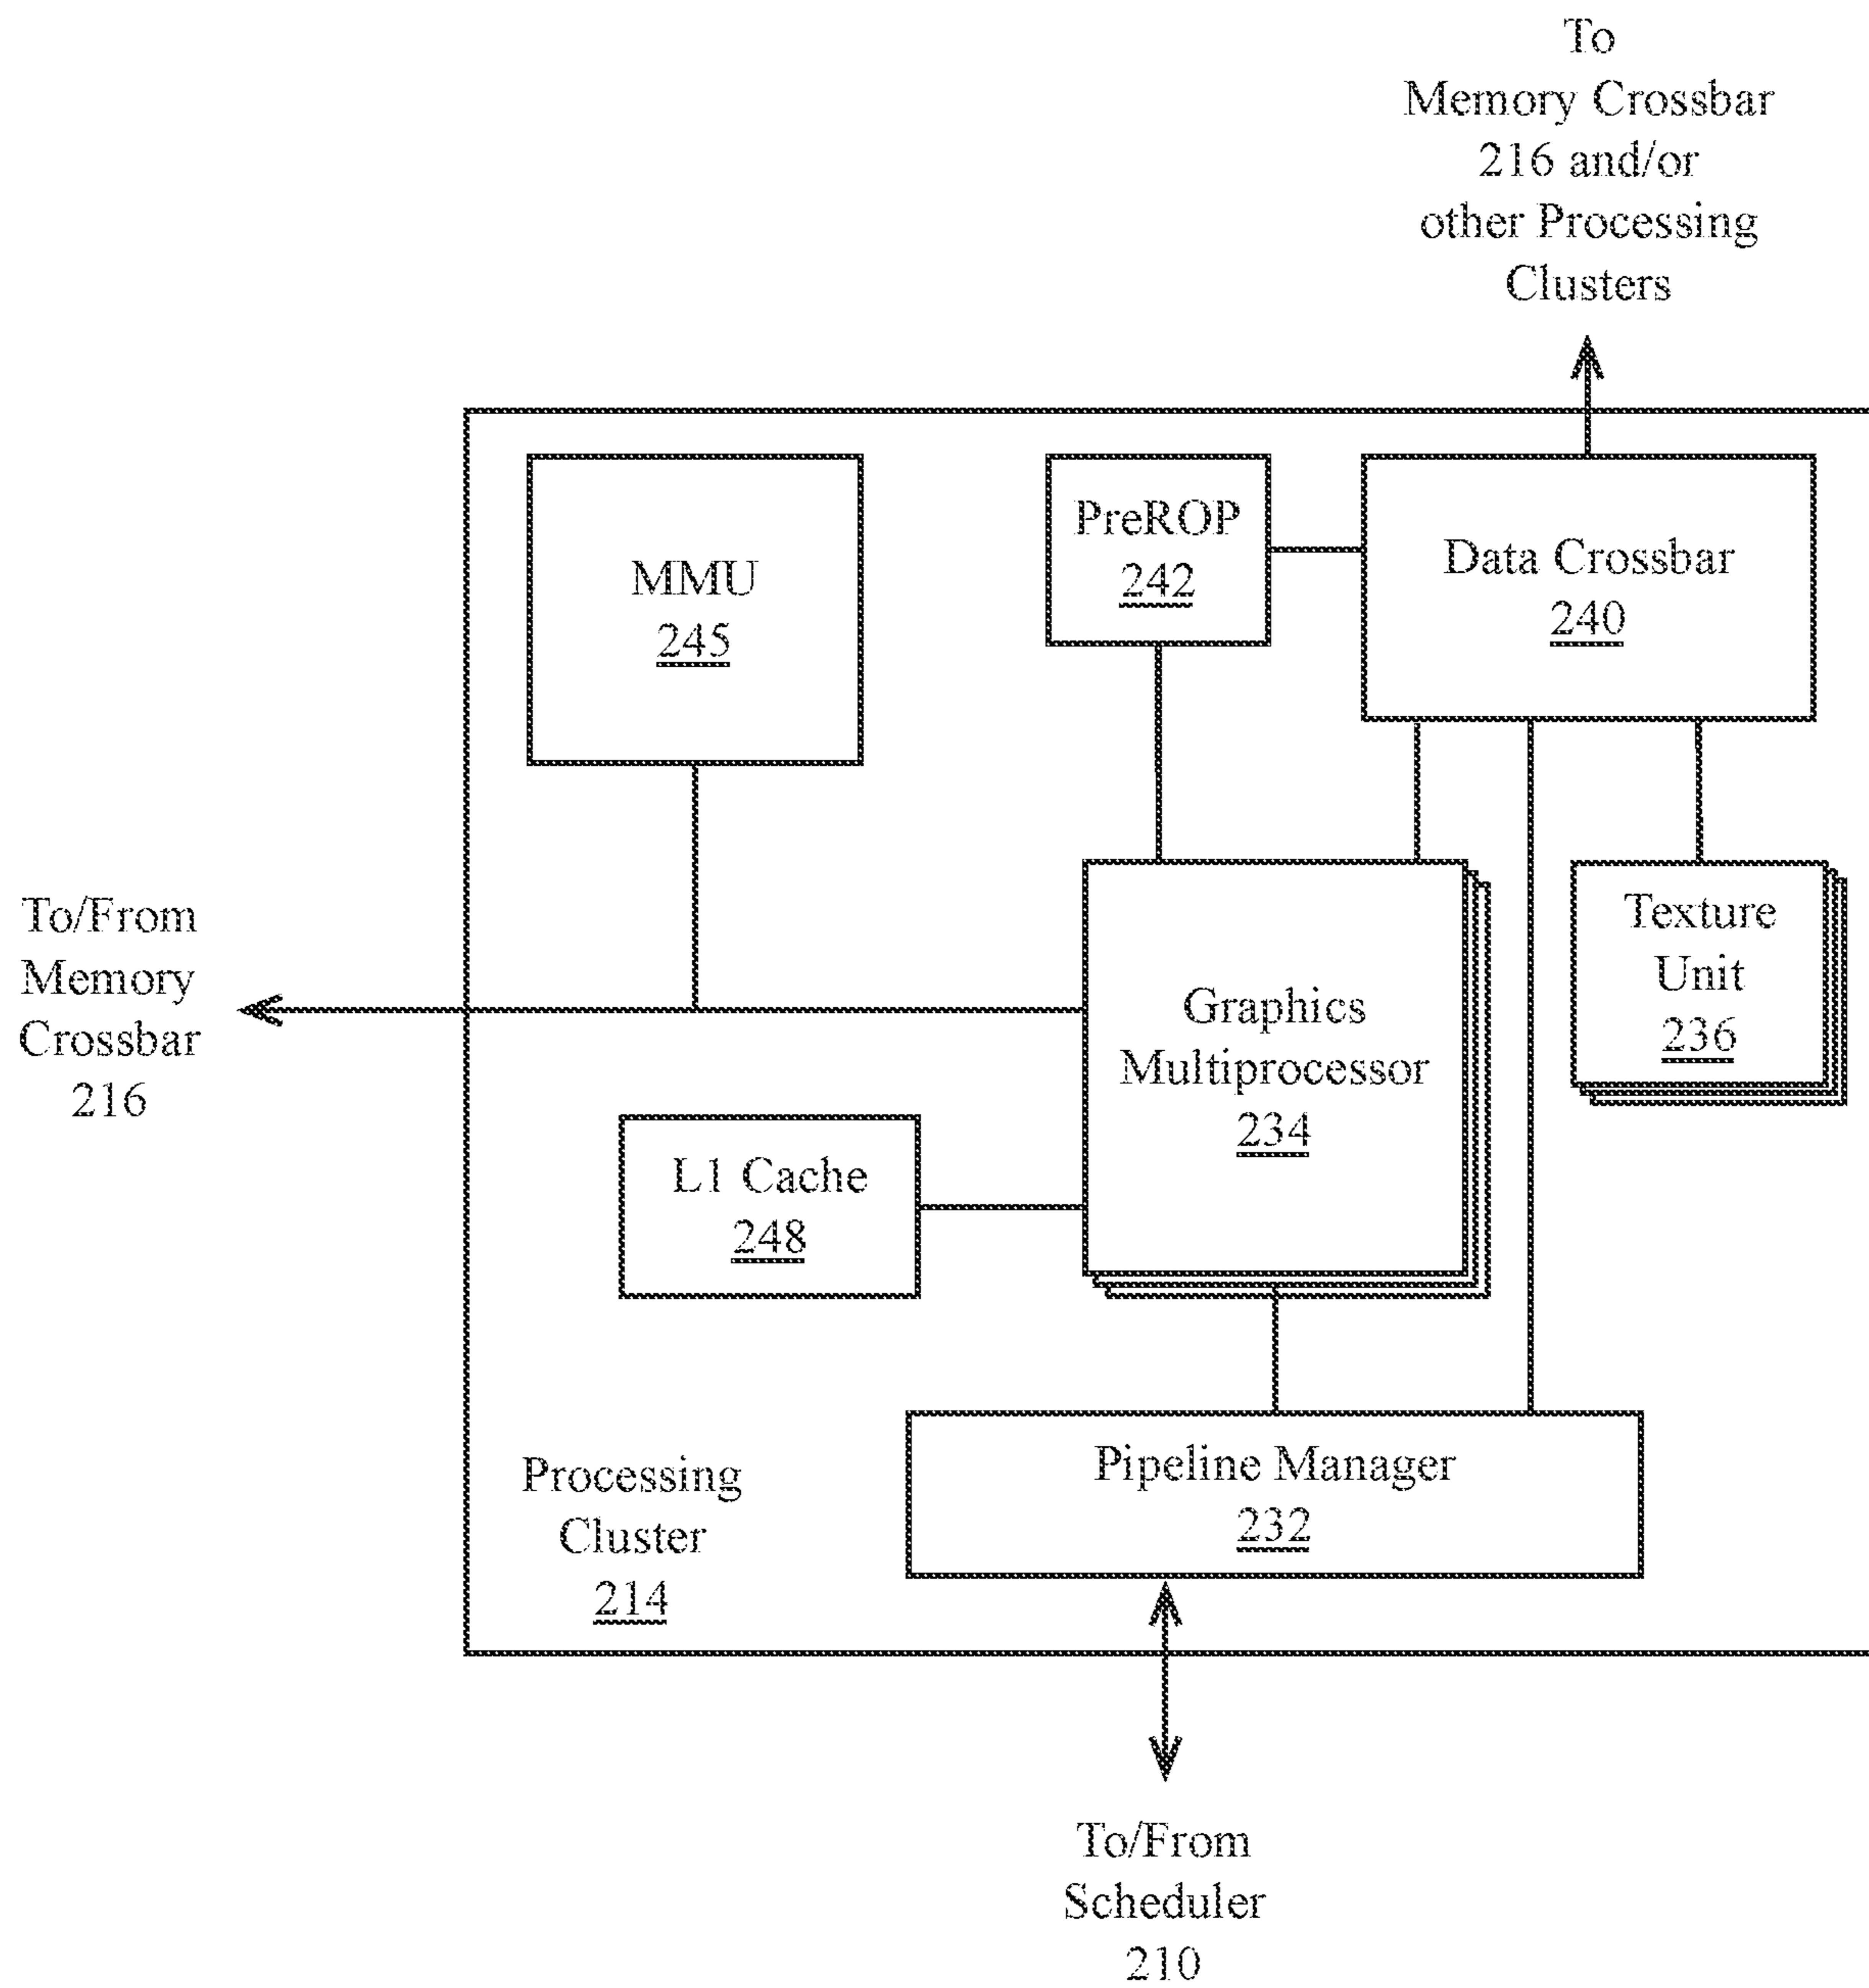 To
Memory Crossbar
216 and/or
other Processing
Clusters
MMU
245
PreROP
242
Data Crossbar
240
To/From
Memory
Crossbar
216
Graphics
Multiprocessor
234
Texture
Unit
236
L1 Cache
248
Processing
Cluster
214
Pipeline Manager
232
To/From
Scheduler
210